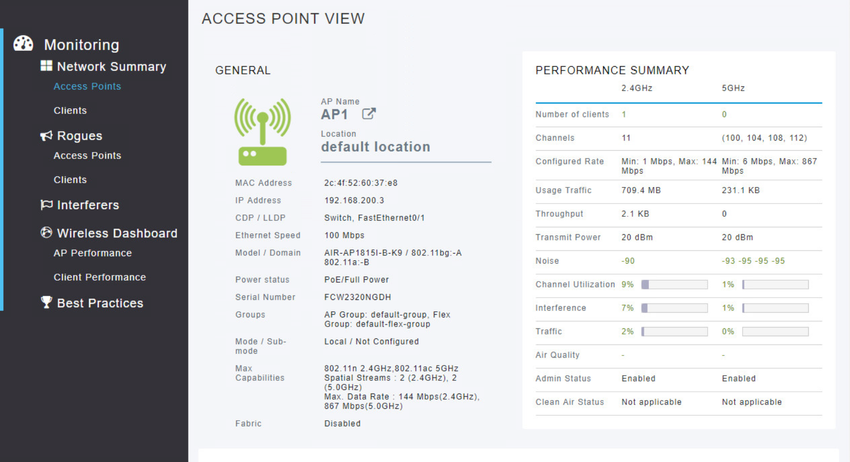 ACCESS POINT VIEW
Monitoring
Network Summary
Access Points
Clients
Rogues
Access Points
Clients
Interferers
Wireless Dashboard
AP Performance
Client Performance
Best Practices
GENERAL
AP Name
AP1
Location
default location
MAC Address 2c:4f:52:60:37:e8
IP Address 192.168.200.3
CDP / LLDP Switch, FastEthernet0/1
Ethernet Speed 100 Mbps
Model / Domain AIR-AP1815I-B-K9 / 802.11bg:-A
802.11a:-B
Power status PoE/Full Power
Serial Number FCW2320NGDH
Groups AP Group: default-group, Flex
Group: default-flex-group
Mode / Sub- Local / Not Configured
mode
Max 802.11n 2.4GHz,802.11ac 5GHz
Capabilities Spatial Streams : 2 (2.4GHz), 2
(5.0GHz)
Max. Data Rate : 144 Mbps(2.4GHz),
867 Mbps(5.0GHz)
Fabric Disabled
PERFORMANCE SUMMARY
2.4GHz 5GHz
Number of clients 1 0
Channels 11 (100, 104, 108, 112)
Configured Rate Min: 1 Mbps, Max: 144 Min: 6 Mbps, Max: 867
Mbps Mbps
Usage Traffic 709.4 MB 231.1 KB
Throughput 2.1 KB 0
Transmit Power 20 dBm 20 dBm
Noise -90 -93 -95 -95 -95
Channel Utilization 9% 1%
Interference 7% 1%
Traffic 2% 0%
Air Quality - -
Admin Status Enabled Enabled
Clean Air Status Not applicable Not applicable